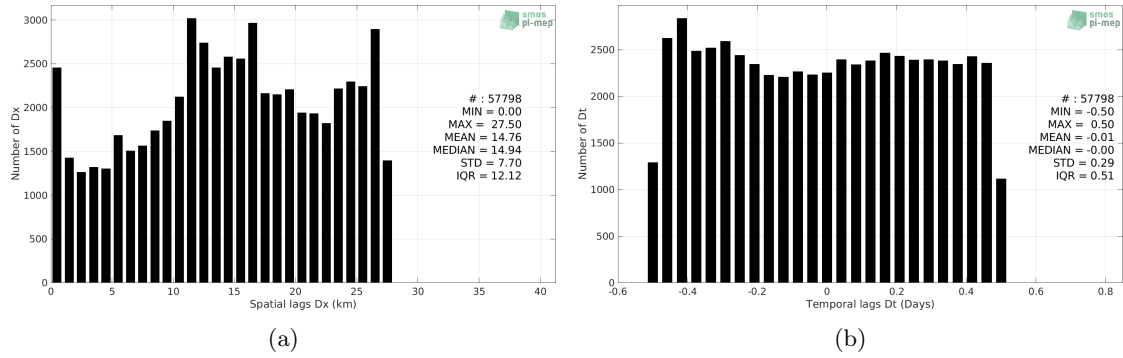 smos
pi-mep
3000
2500
2000
1500
1000
500
0
Number of Dx
# : 57798
MIN = 0.00
MAX = 27.50
MEAN = 14.76
MEDIAN = 14.94
STD = 7.70
IQR = 12.12
0 5 10 15 20 25 30 35 40
Spatial lags Dx (km)
(a)
smos
pi-mep
2500
2000
1500
1000
500
0
Number of Dt
# : 57798
MIN = -0.50
MAX = 0.50
MEAN = -0.01
MEDIAN = -0.00
STD = 0.29
IQR = 0.51
-0.6 -0.4 -0.2 0 0.2 0.4 0.6 0.8
Temporal lags Dt (Days)
(b)